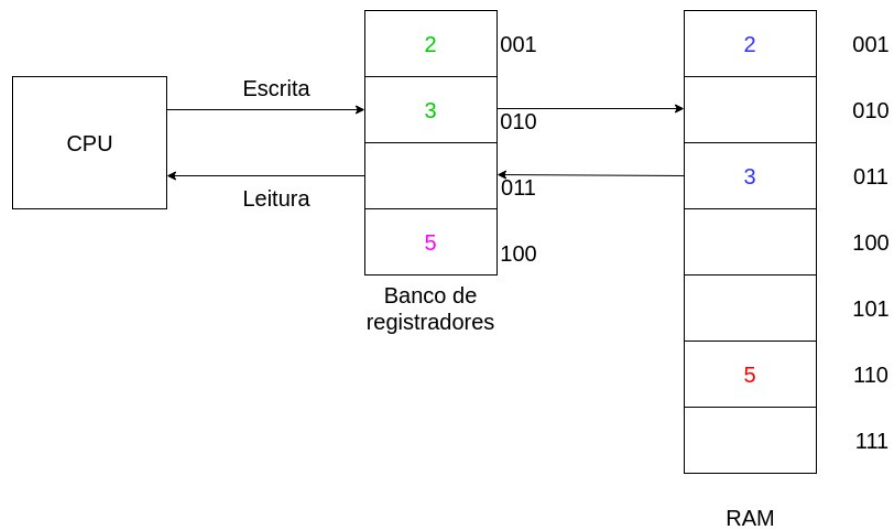 2 001 2 001
Escrita
CPU 3 010 010
Leitura
011 3 011
5 100 100
Banco de
registradores
101
5 110
111
RAM